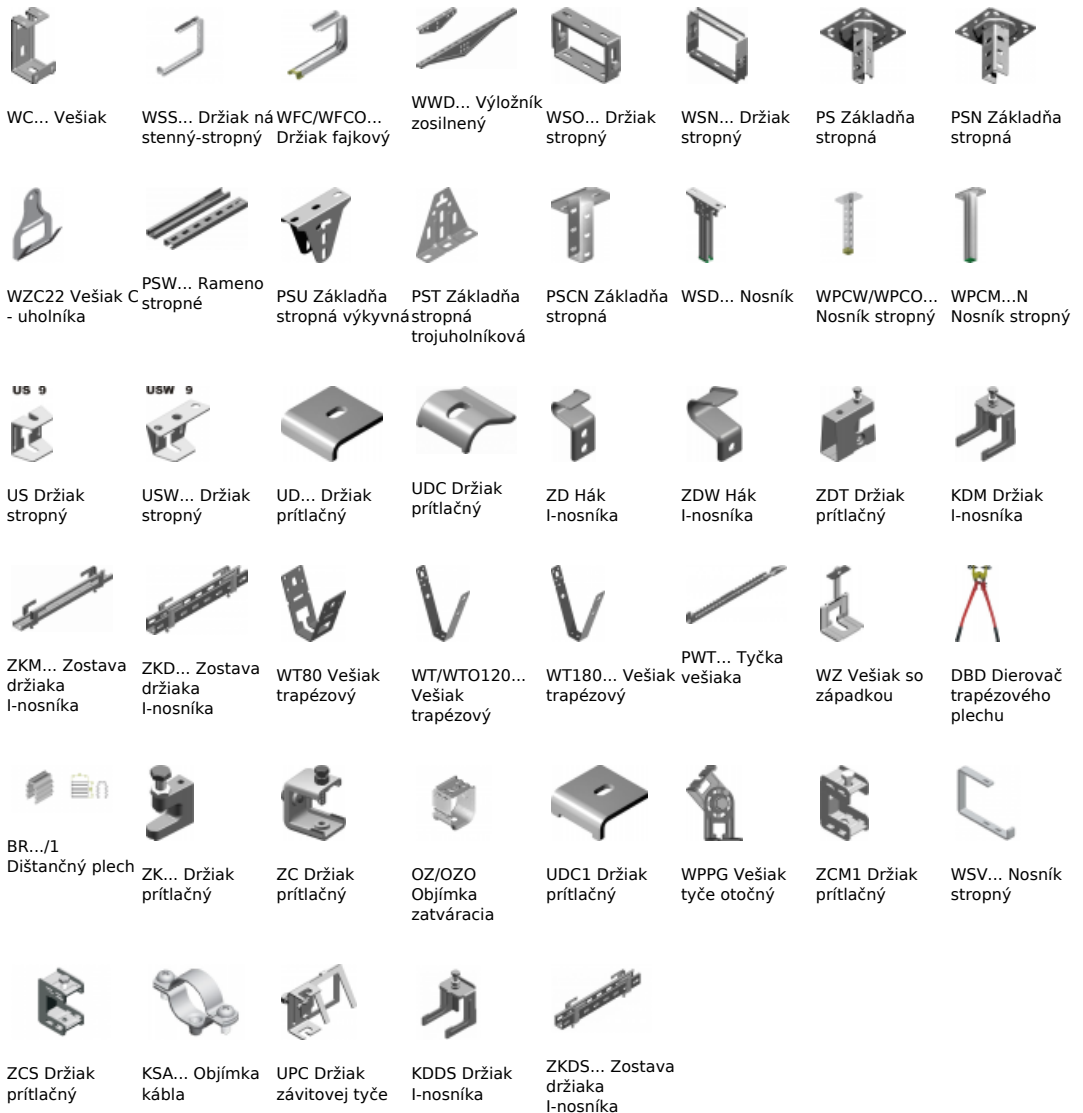 WC... Vešiak
WSS... Držiak ná
stenný-stropný
WFC/WFCO...
Držiak fajkový
WWD... Výložník
zosilnený
WSO... Držiak
stropný
WSN... Držiak
stropný
PS Základňa
stropná
PSN Základňa
stropná
WZC22 Vešiak C
- uholníka
PSW... Rameno
stropné
PSU Základňa
stropná výkyvná
PST Základňa
stropná
trojuholníková
PSCN Základňa
stropná
WSD... Nosník
WPCW/WPCO...
Nosník stropný
WPCM...N
Nosník stropný
US 9
US Držiak
stropný
USW 9
USW... Držiak
stropný
UD... Držiak
prítlačný
UDC Držiak
prítlačný
ZD Hák
I-nosníka
ZDW Hák
I-nosníka
ZDT Držiak
prítlačný
KDM Držiak
I-nosníka
ZKM... Zostava
držiaka
I-nosníka
ZKD... Zostava
držiaka
I-nosníka
WT80 Vešiak
trapézový
WT/WTO120...
Vešiak
trapézový
WT180... Vešiak
trapézový
PWT... Tyčka
vešiaka
WZ Vešiak so
západkou
DBD Dierovač
trapézového
plechu
BR.../1
Dištančný plech
ZK... Držiak
prítlačný
ZC Držiak
prítlačný
OZ/OZO
Objímka
zatváracia
UDC1 Držiak
prítlačný
WPPG Vešiak
tyče otočný
ZCM1 Držiak
prítlačný
WSV... Nosník
stropný
ZCS Držiak
prítlačný
KSA... Objímka
kábla
UPC Držiak
závitovej tyče
KDDS Držiak
I-nosníka
ZKDS... Zostava
držiaka
I-nosníka